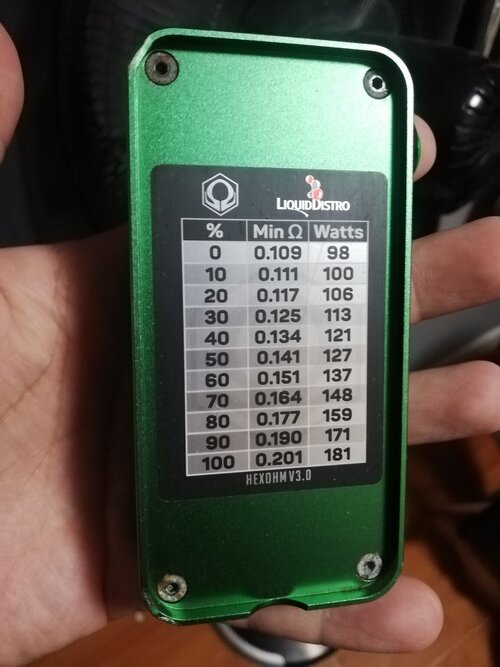 LIQUIDDISTRO
% Min Ω Watts
0 0.109 98
10 0.111 100
20 0.117 106
30 0.125 113
40 0.134 121
50 0.141 127
60 0.151 137
70 0.164 148
80 0.177 159
90 0.190 171
100 0.201 181
HEXOHM V3.0